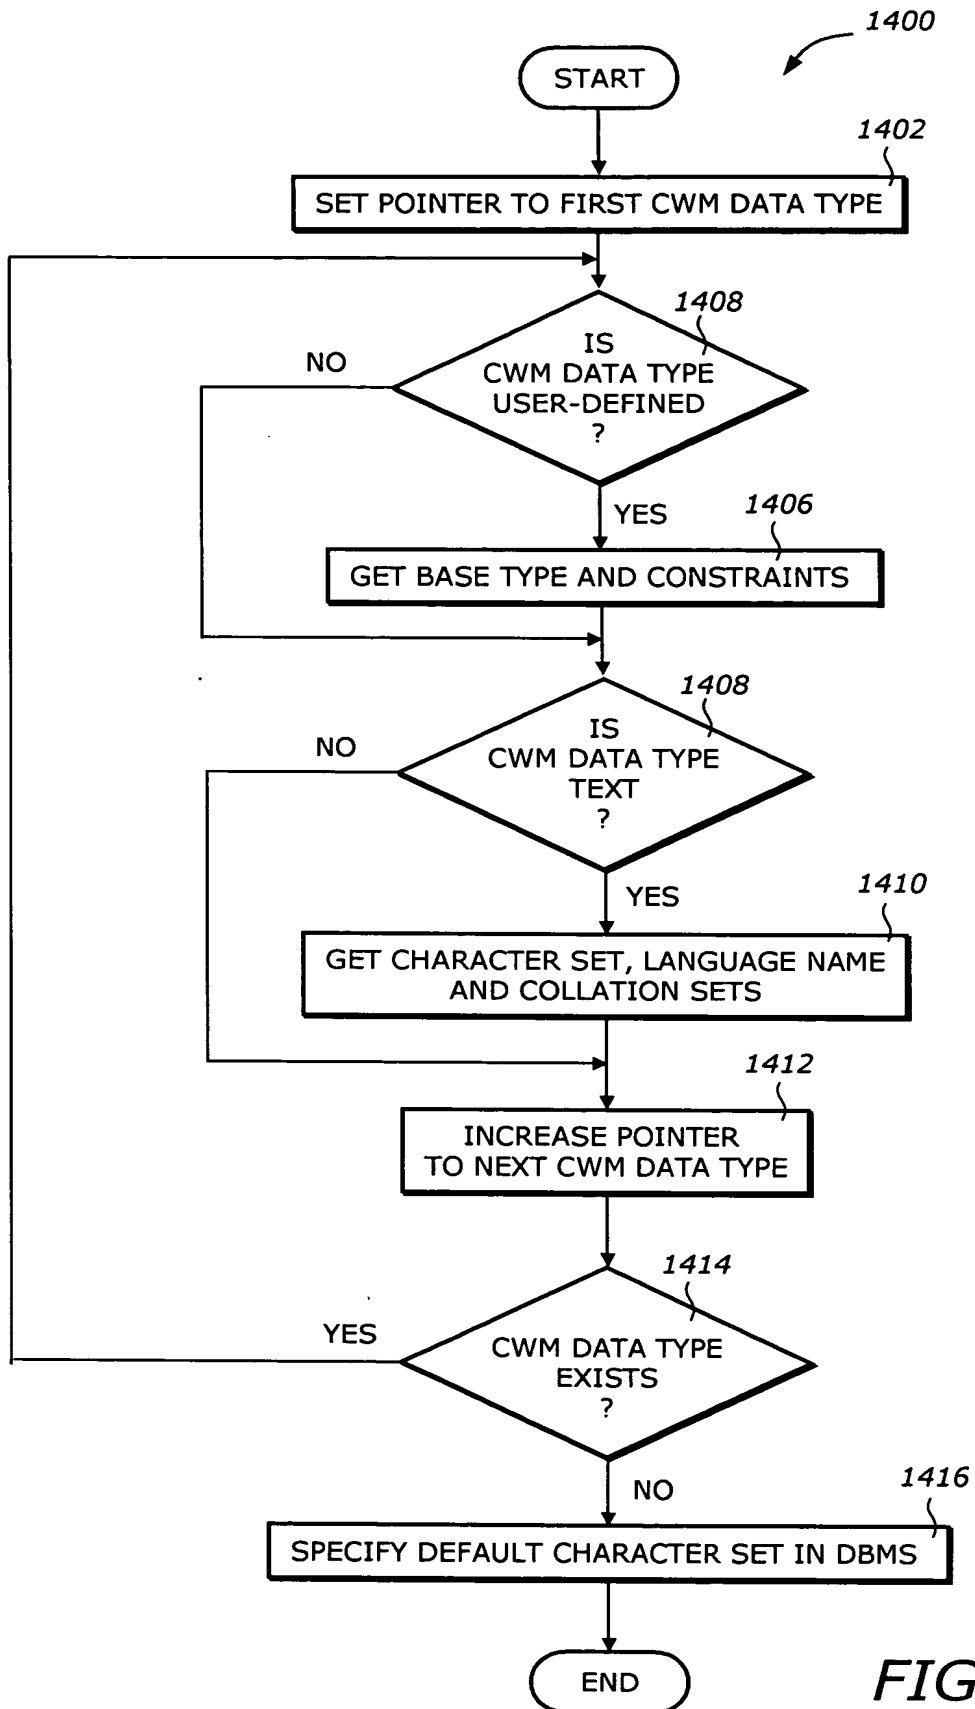 1400
START
1402
SET POINTER TO FIRST CWM DATA TYPE
1408
IS
CWM DATA TYPE
USER-DEFINED
?
NO
YES
1406
GET BASE TYPE AND CONSTRAINTS
1408
IS
CWM DATA TYPE
TEXT
?
NO
YES
1410
GET CHARACTER SET, LANGUAGE NAME
AND COLLATION SETS
1412
INCREASE POINTER
TO NEXT CWM DATA TYPE
1414
CWM DATA TYPE
EXISTS
?
YES
NO
1416
SPECIFY DEFAULT CHARACTER SET IN DBMS
END
FIG